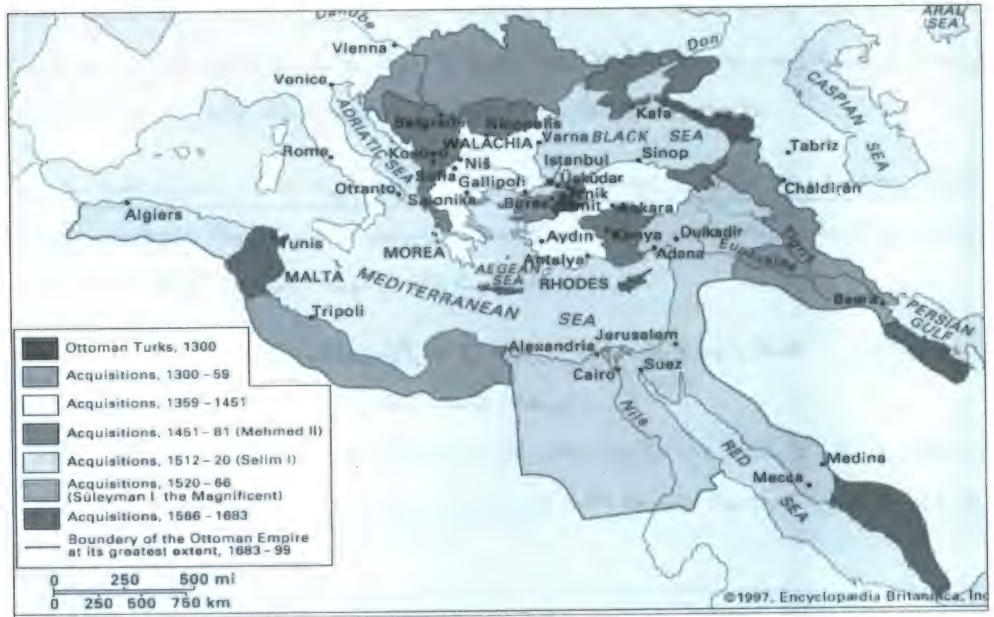 ARAL
SEA
Danube
Vienna
Don
Venice
CASPIAN
SEA
ADRIATIC SEA
Belgrade
Nikopolis
Kafa
WALACHIA
Varna
BLACK SEA
Rome
Kosovo
Niš
Sofia
Istanbul
Sinop
Tabriz
Üsküdar
Gallipoli
Iznik
Chāldirān
Otranto
Salonika
Bursa
Izmit
Ankara
Algiers
Tunis
Aydın
Konya
Dulkadir
Tigris
MOREA
Adana
Euphrates
MALTA
Antalya
AEGEAN
SEA
RHODES
Basra
MEDITERRANEAN
SEA
PERSIAN
GULF
Tripoli
Jerusalem
Alexandria
Cairo
Suez
Nile
RED
SEA
Medina
Mecca
Ottoman Turks, 1300
Acquisitions, 1300-59
Acquisitions, 1359-1451
Acquisitions, 1451-81 (Mehmed II)
Acquisitions, 1512-20 (Selim I)
Acquisitions, 1520-66
(Süleyman I the Magnificent)
Acquisitions, 1566-1683
Boundary of the Ottoman Empire
at its greatest extent, 1683-99
0 250 500 mi
0 250 500 750 km
©1997, Encyclopædia Britannica, Inc